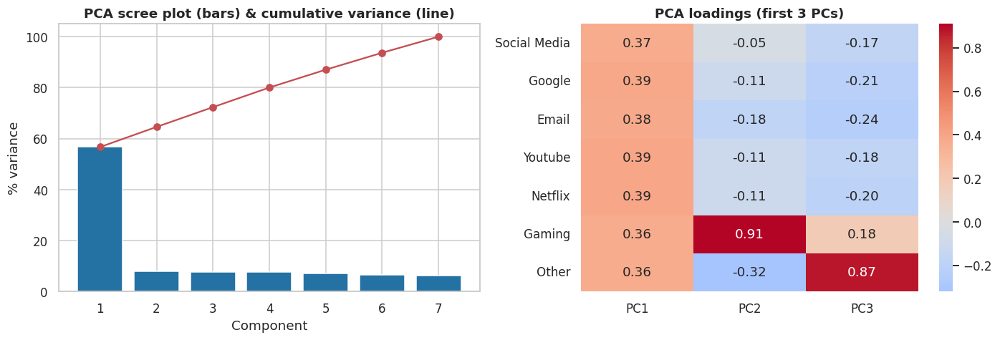 PCA scree plot (bars) & cumulative variance (line)
% variance
100
80
60
40
20
0
1 2 3 4 5 6 7
Component
PCA loadings (first 3 PCs)
Social Media 0.37 -0.05 -0.17
Google 0.39 -0.11 -0.21
Email 0.38 -0.18 -0.24
Youtube 0.39 -0.11 -0.18
Netflix 0.39 -0.11 -0.20
Gaming 0.36 0.91 0.18
Other 0.36 -0.32 0.87
PC1 PC2 PC3
0.8
0.6
0.4
0.2
0.0
−0.2